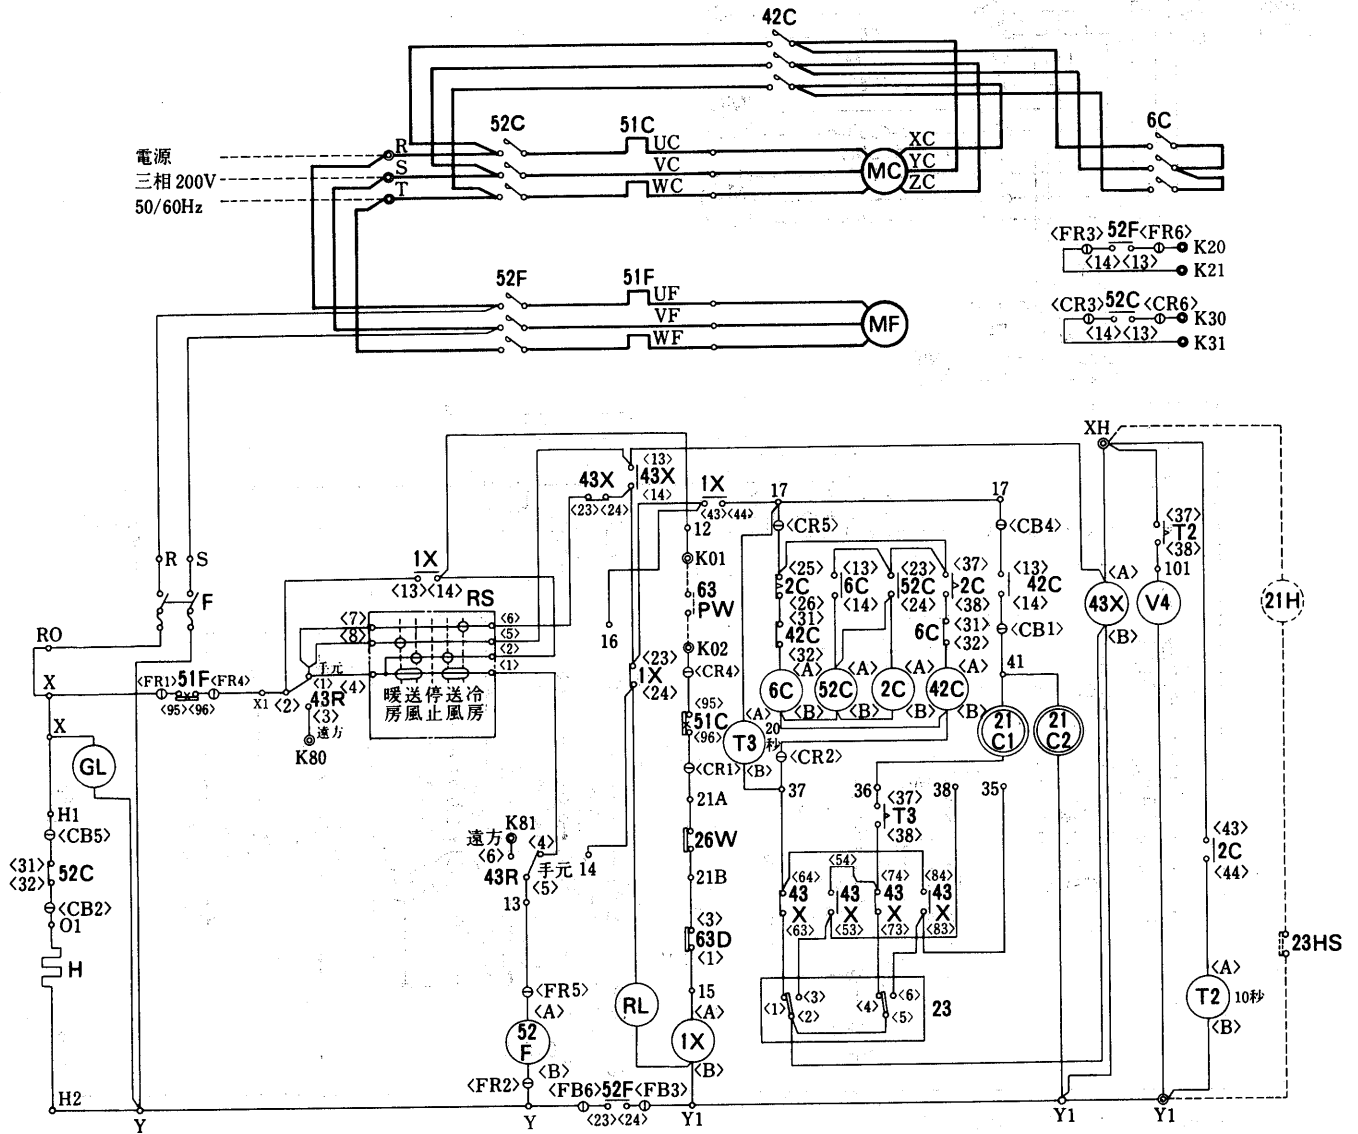 42C
52C
51C
6C
電源
三相 200V
50/60Hz
R
S
T
UC
VC
WC
MC
XC
YC
ZC
<FR3> 52F <FR6>
K20
<14> <13>
K21
52F
51F
UF
VF
WF
MF
<CR3> 52C <CR6>
K30
<14> <13>
K31
XH
43X
<23> <24>
<13>
43X
<14>
1X
<43> <44>
17
17
12
<CR5>
<CB4>
<37>
T2
<38>
R
S
F
1X
<13> <14>
K01
63
PW
K02
16
<25>
2C
<26>
<31>
42C
<32>
<13>
6C
<14>
<23>
52C
<24>
<37>
2C
<38>
6C
<31>
<32>
<13>
42C
<14>
<CB1>
101
<A>
43X
<B>
V4
21H
RS
<7>
<8>
<6>
<5>
<2>
<1>
<4>
暖房
送風
停止
送風
冷房
RO
X
<FR1> 51F <FR4>
<95> <96>
X1
<2>
手元
<1>
43R
<3>
遠方
K80
<23>
1X
<24>
<CR4>
<95>
51C
<96>
<CR1>
21A
26W
21B
<3>
63D
<1>
15
<A>
6C
<B>
<A>
52C
<B>
<A>
2C
<B>
<A>
42C
<B>
41
21
C1
21
C2
<A>
T3
20秒
<B>
<CR2>
37
36
38
35
<37>
T3
<38>
X
GL
H1
<CB5>
<31>
52C
<32>
<CB2>
O1
H
H2
K81
遠方
<6>
<4>
43R
手元
14
<5>
13
<64>
43
X
<63>
<54>
43
X
<53>
<74>
43
X
<73>
<84>
43
X
<83>
<43>
2C
<44>
23HS
<1>
<3>
<2>
<4>
<6>
<5>
23
<FR5>
<A>
52
F
<B>
<FR2>
RL
<A>
1X
<B>
<A>
T2
10秒
<B>
<FB6> 52F <FB3>
<23> <24>
Y
Y
Y1
Y1
Y1